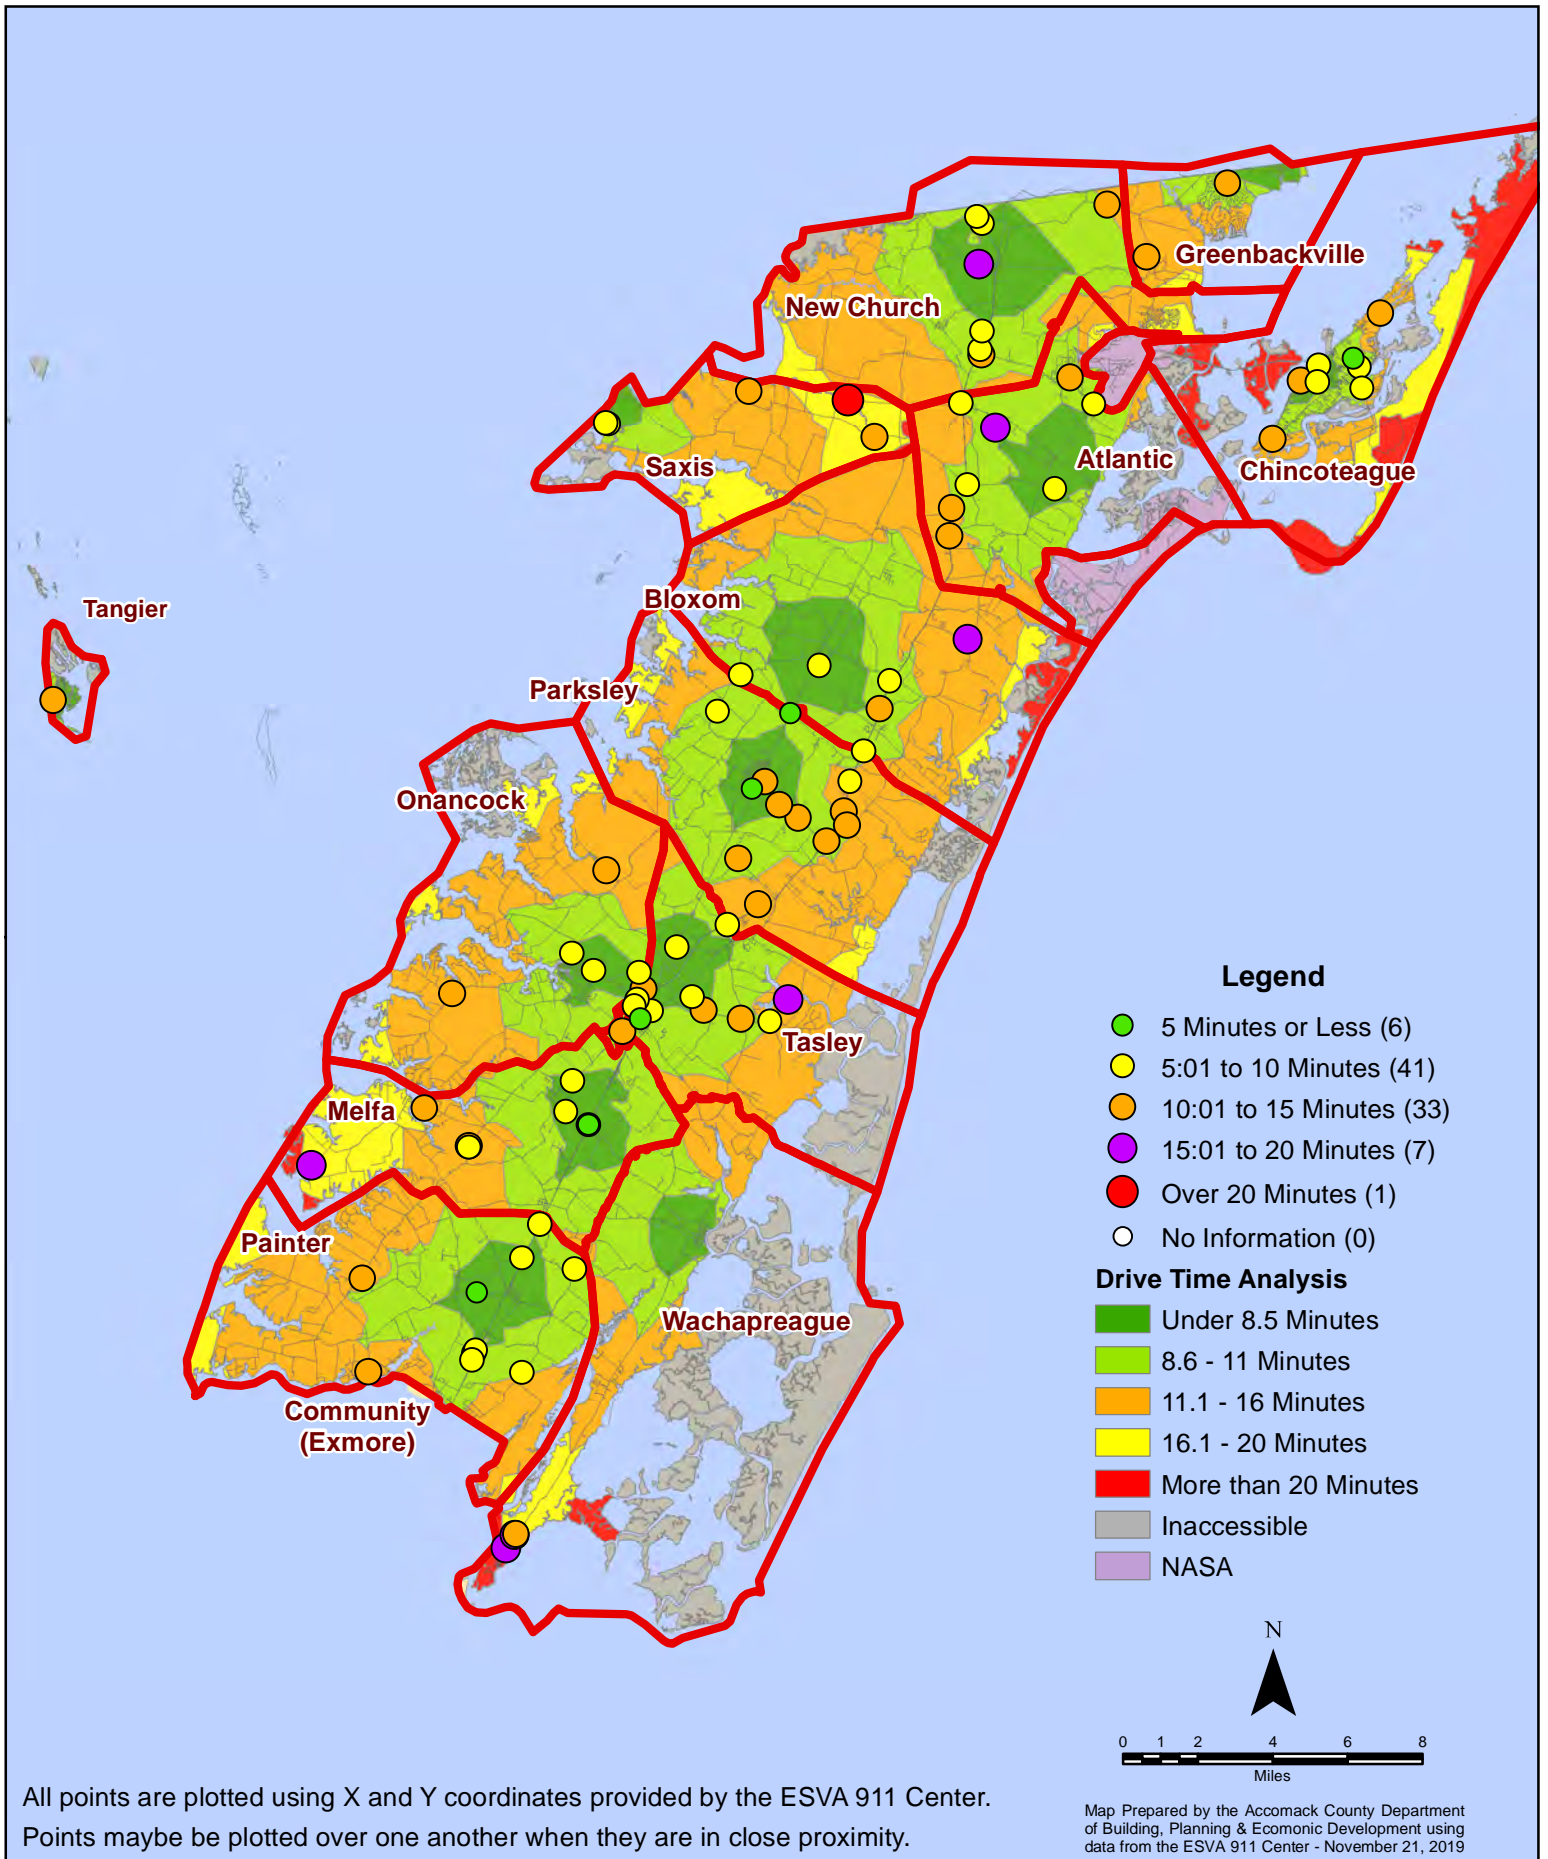 Greenbackville
New Church
Saxis
Atlantic
Chincoteague
Bloxom
Tangier
Parksley
Onancock
Tasley
Melfa
Painter
Wachapreague
Community
(Exmore)
Legend
5 Minutes or Less (6)
5:01 to 10 Minutes (41)
10:01 to 15 Minutes (33)
15:01 to 20 Minutes (7)
Over 20 Minutes (1)
No Information (0)
Drive Time Analysis
Under 8.5 Minutes
8.6 - 11 Minutes
11.1 - 16 Minutes
16.1 - 20 Minutes
More than 20 Minutes
Inaccessible
NASA
N
0 1 2 4 6 8
Miles
All points are plotted using X and Y coordinates provided by the ESVA 911 Center.
Points maybe be plotted over one another when they are in close proximity.
Map Prepared by the Accomack County Department
of Building, Planning & Ecomonic Development using
data from the ESVA 911 Center - November 21, 2019